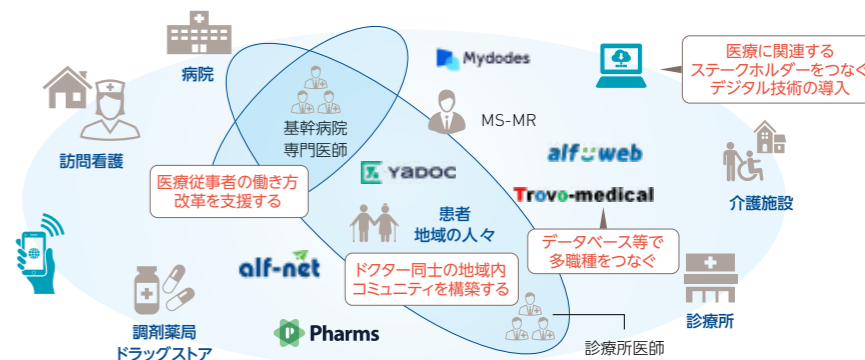 病院
Mydodes
医療に関連する
ステークホルダーをつなぐ
デジタル技術の導入
基幹病院
専門医師
MS-MR
訪問看護
alf web
YaDOC
医療従事者の働き方
改革を支援する
Trovo-medical
介護施設
患者
地域の人々
データベース等で
多職種をつなぐ
alf-net
ドクター同士の地域内
コミュニティを構築する
診療所
Pharms
調剤薬局
ドラッグストア
診療所医師